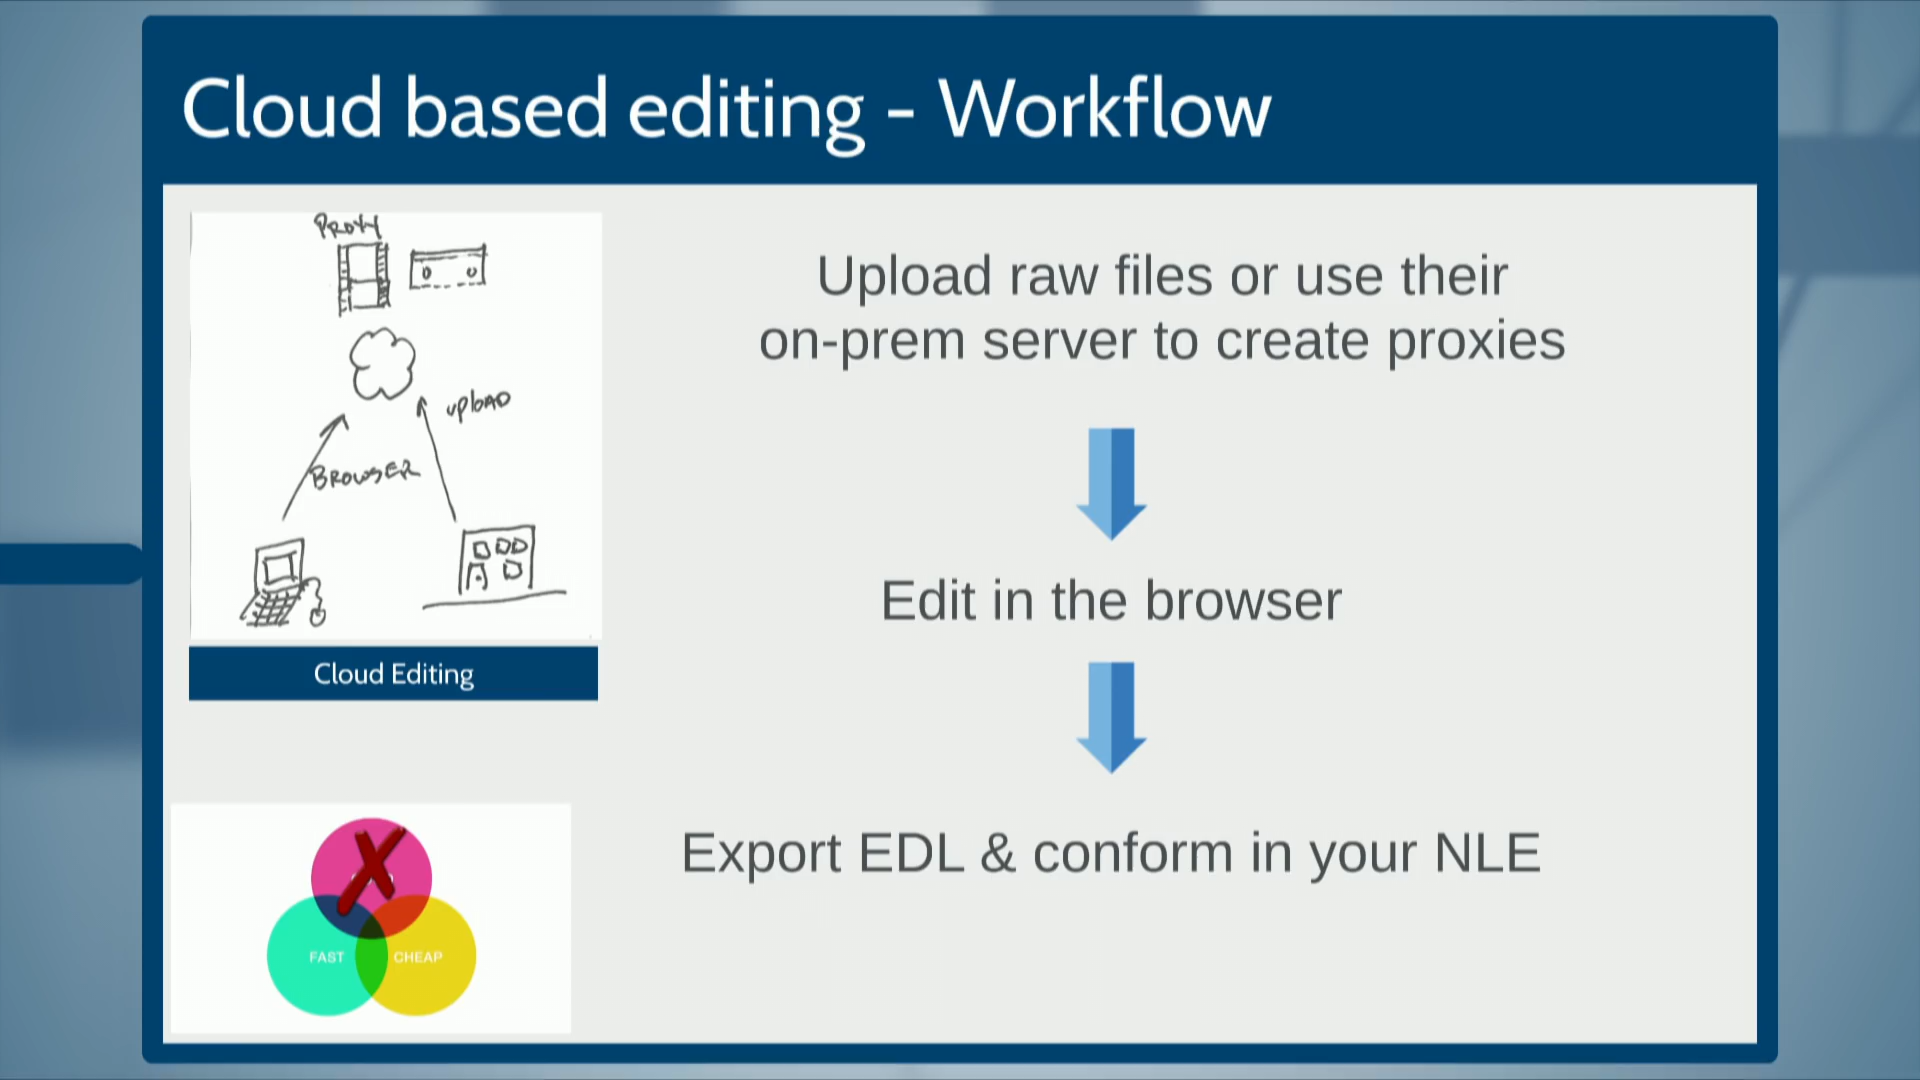 Cloud based editing - Workflow
PROXY
UPLOAD
BROWSER
Cloud Editing
Upload raw files or use their
on-prem server to create proxies
Edit in the browser
Export EDL & conform in your NLE
FAST
CHEAP